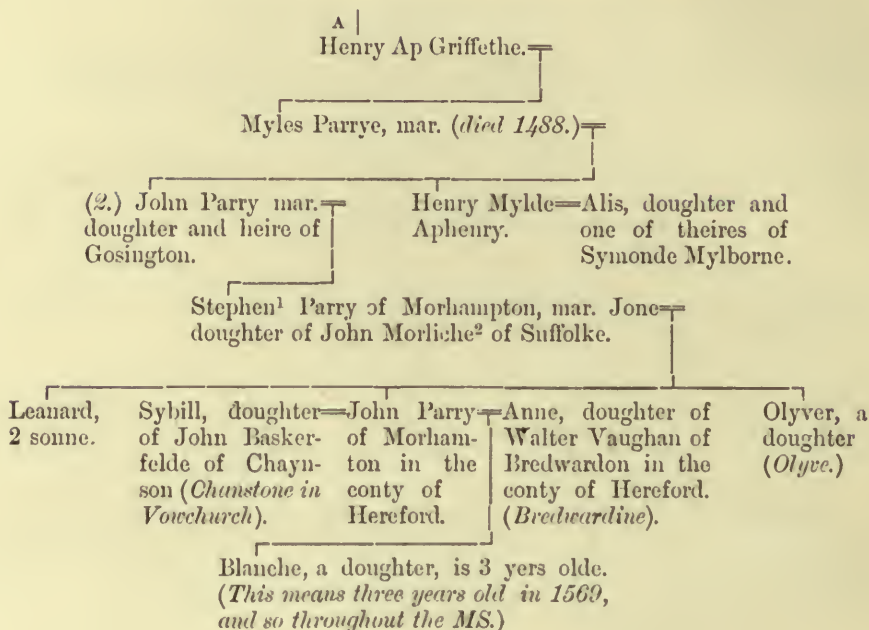 A
Henry Ap Griffethe.
Myles Parrye, mar. (died 1488.)
(2.) John Parry mar.
doughter and heire of
Gosington.
Henry Mylde
Aphenry.
Alis, doughter and
one of theires of
Symonde Mylborne.
Stephen¹ Parry of Morhampton, mar. Jone
doughter of John Morliche² of Suffolke.
Leanard,
2 sonne.
Sybill, doughter
of John Basker-
felde of Chayn-
son (Chanstone in
Vowchurch).
John Parry
of Morham-
ton in the
conty of
Hereford.
Anne, doughter of
Walter Vaughan of
Bredwardon in the
conty of Hereford.
(Bredwardine).
Olyver, a
doughter
(Olyve.)
Blanche, a doughter, is 3 yers olde.
(This means three years old in 1569,
and so throughout the MS.)